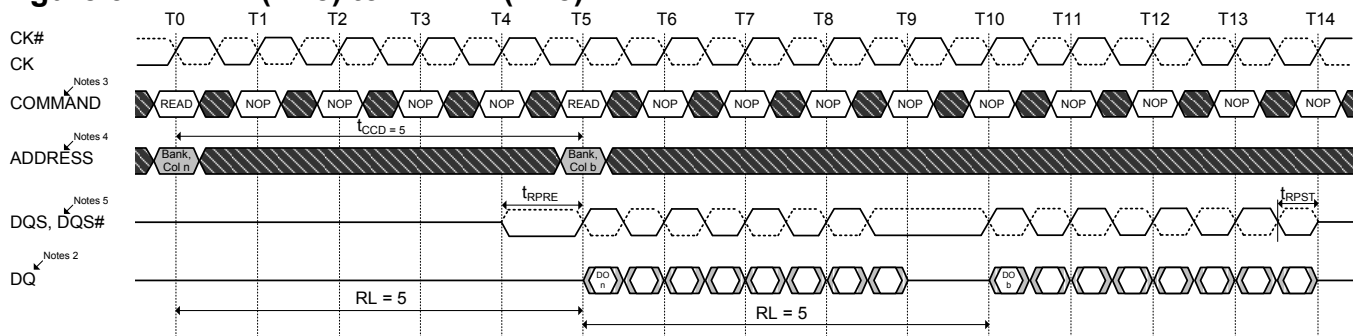 T0 T1 T2 T3 T4 T5 T6 T7 T8 T9 T10 T11 T12 T13 T14
CK#
CK
Notes 3
COMMAND READ NOP NOP NOP NOP READ NOP NOP NOP NOP NOP NOP NOP NOP NOP
tCCD = 5
Notes 4
ADDRESS Bank, Col n Bank, Col b
tRPRE tRPST
Notes 5
DQS, DQS#
Notes 2
DQ DO n DO b
RL = 5
RL = 5